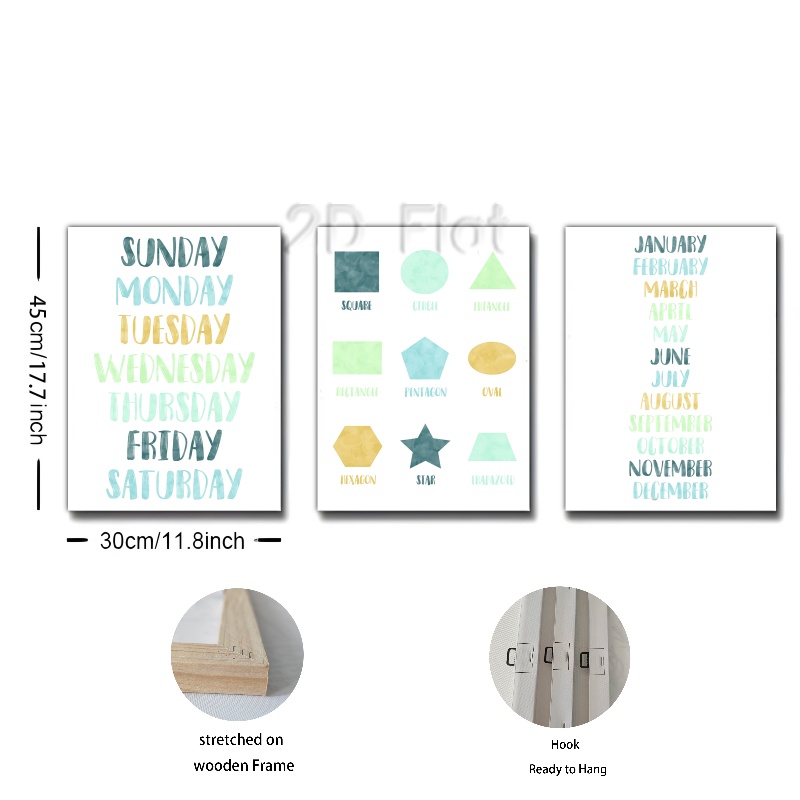 2D Flat
45cm/17.7inch
SUNDAY
MONDAY
TUESDAY
WEDNESDAY
THURSDAY
FRIDAY
SATURDAY
SQUARE
CIRCLE
TRIANGLE
RECTANGLE
PENTAGON
OVAL
HEXAGON
STAR
TRAPAZOID
JANUARY
FEBRUARY
MARCH
APRIL
MAY
JUNE
JULY
AUGUST
SEPTEMBER
OCTOBER
NOVEMBER
DECEMBER
30cm/11.8inch
stretched on
wooden Frame
Hook
Ready to Hang